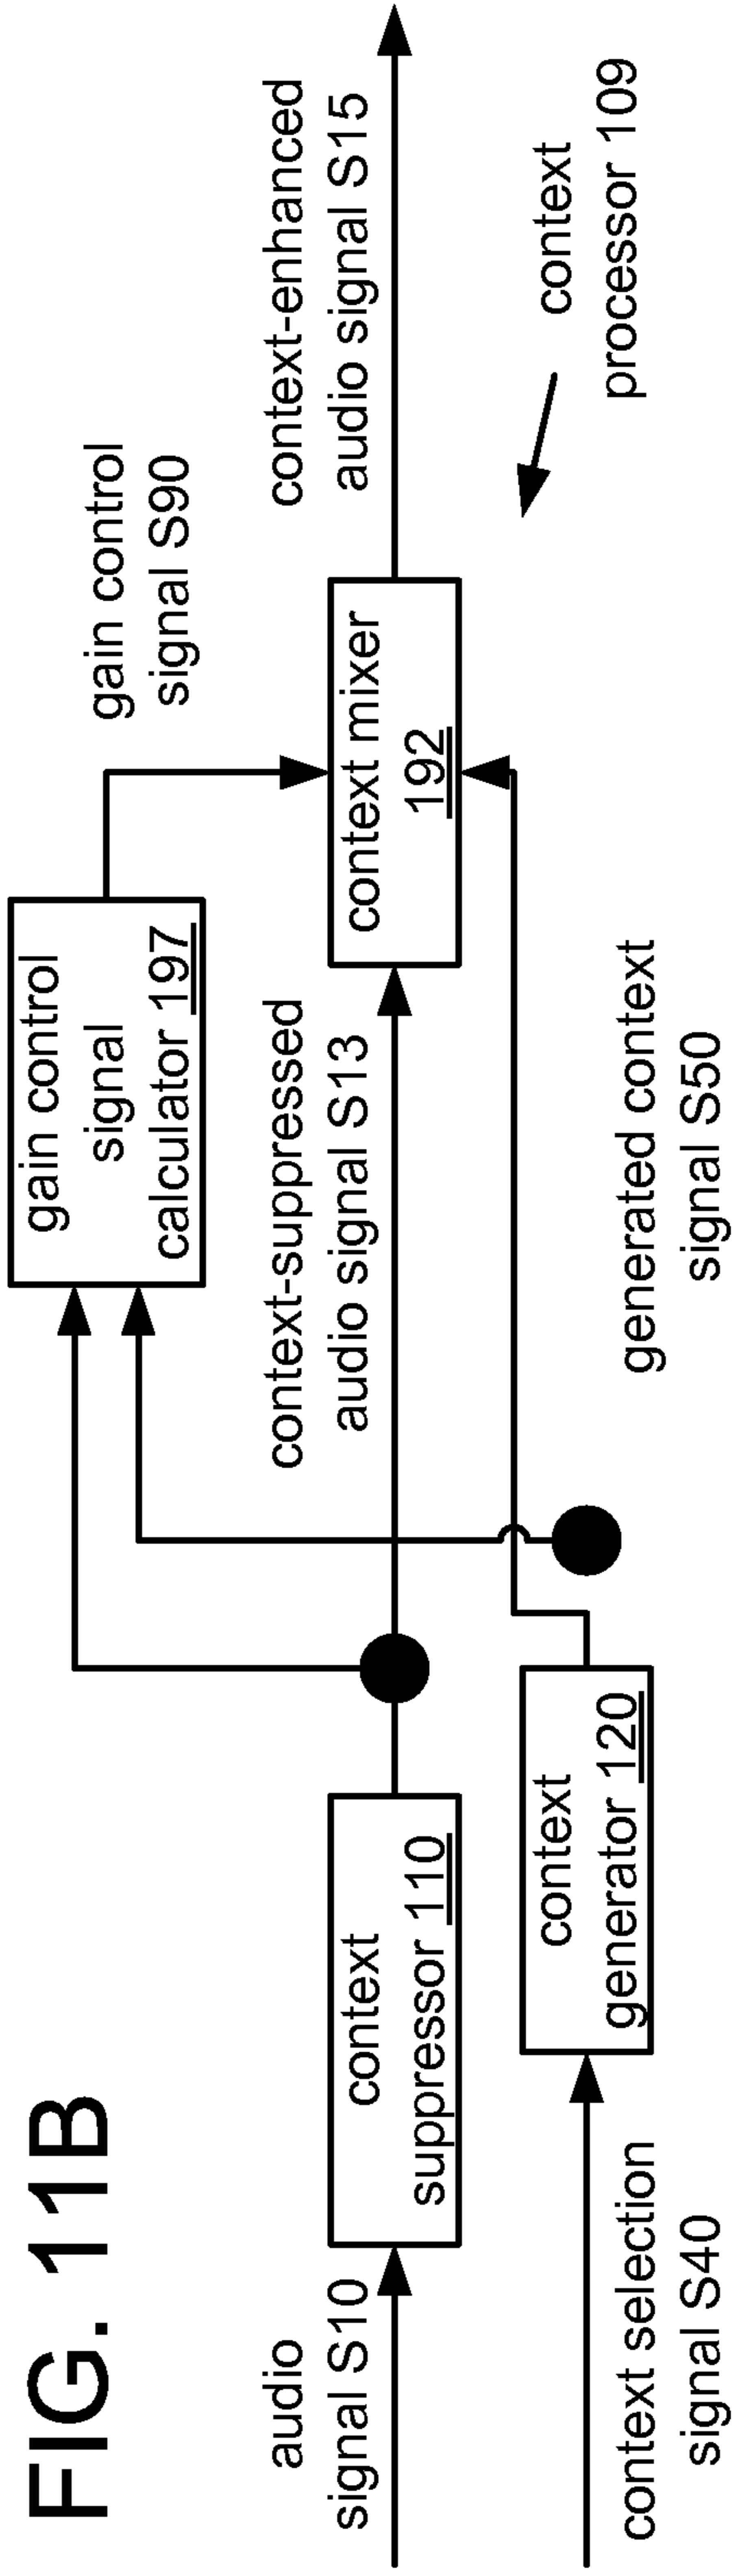 FIG. 11B
gain control
signal
calculator 197
gain control
signal S90
audio
signal S10
context
suppressor 110
context-suppressed
audio signal S13
context mixer
192
context-enhanced
audio signal S15
context selection
signal S40
context
generator 120
generated context
signal S50
context
processor 109